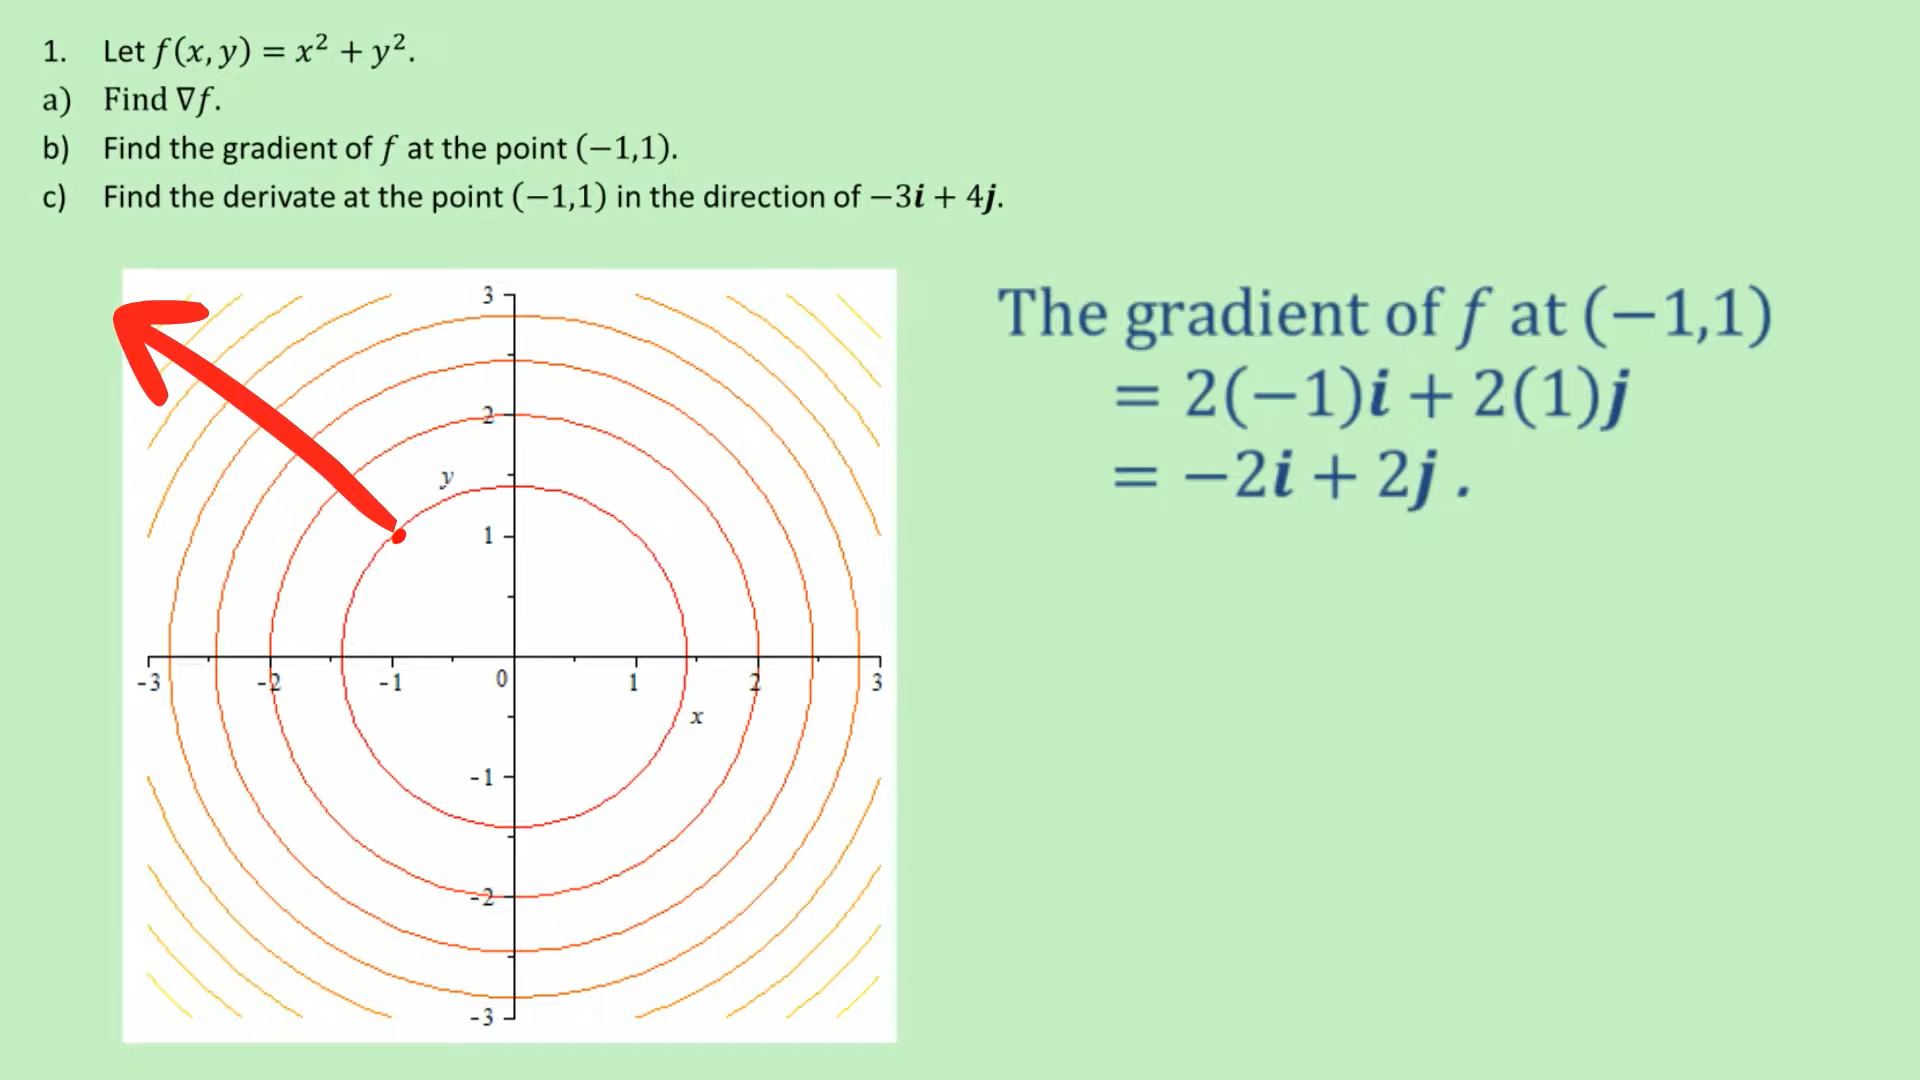 1. Let f(x, y) = x² + y².
a) Find ∇f.
b) Find the gradient of f at the point (−1,1).
c) Find the derivate at the point (−1,1) in the direction of −3i + 4j.
The gradient of f at (−1,1)
= 2(−1)i + 2(1)j
= −2i + 2j .
3
2
y
1
-3 -2 -1 0 1 2 3
x
-1
-2
-3